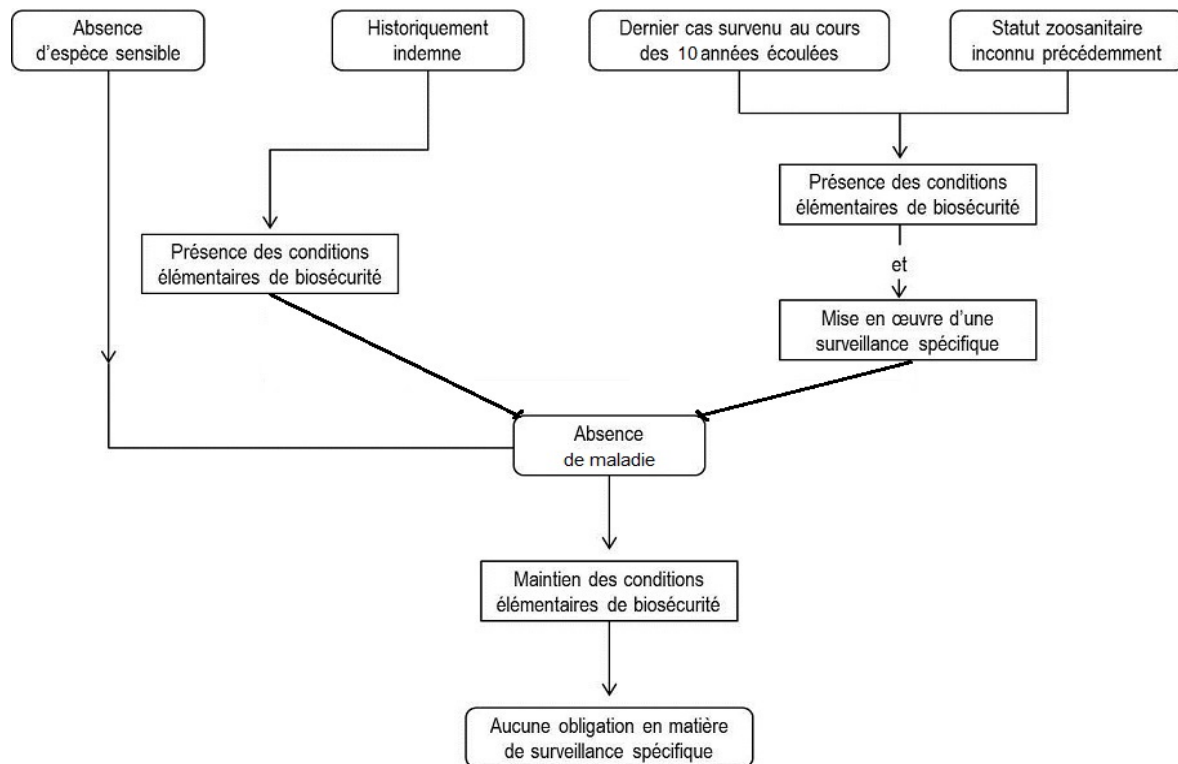 Absence
d'espèce sensible
Historiquement
indemne
Dernier cas survenu au cours
des 10 années écoulées
Statut zoosanitaire
inconnu précédemment
Présence des conditions
élémentaires de biosécurité
Présence des conditions
élémentaires de biosécurité
et
Mise en œuvre d'une
surveillance spécifique
Absence
de maladie
Maintien des conditions
élémentaires de biosécurité
Aucune obligation en matière
de surveillance spécifique